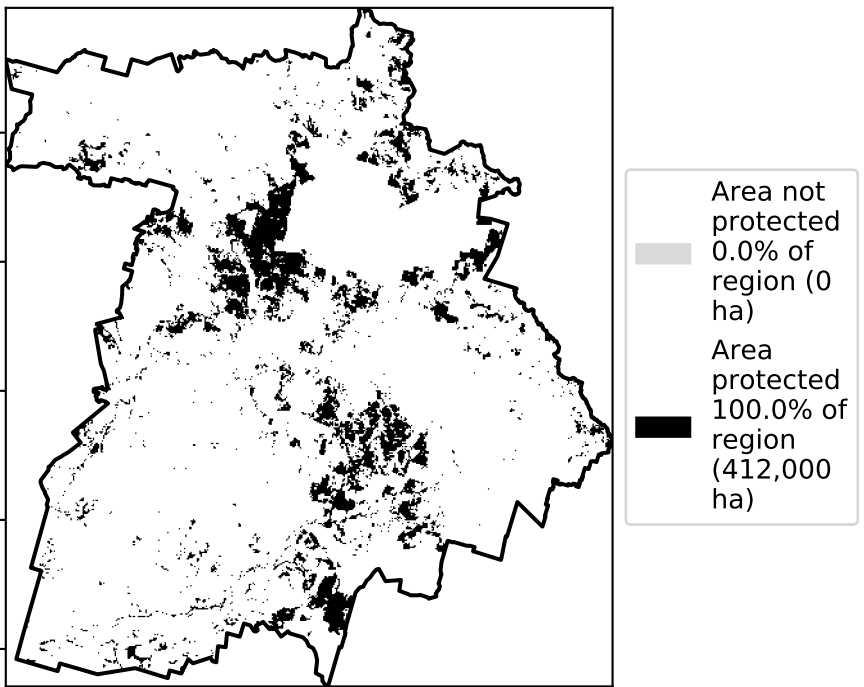 Area not
protected
0.0% of
region (0
ha)
Area
protected
100.0% of
region
(412,000
ha)